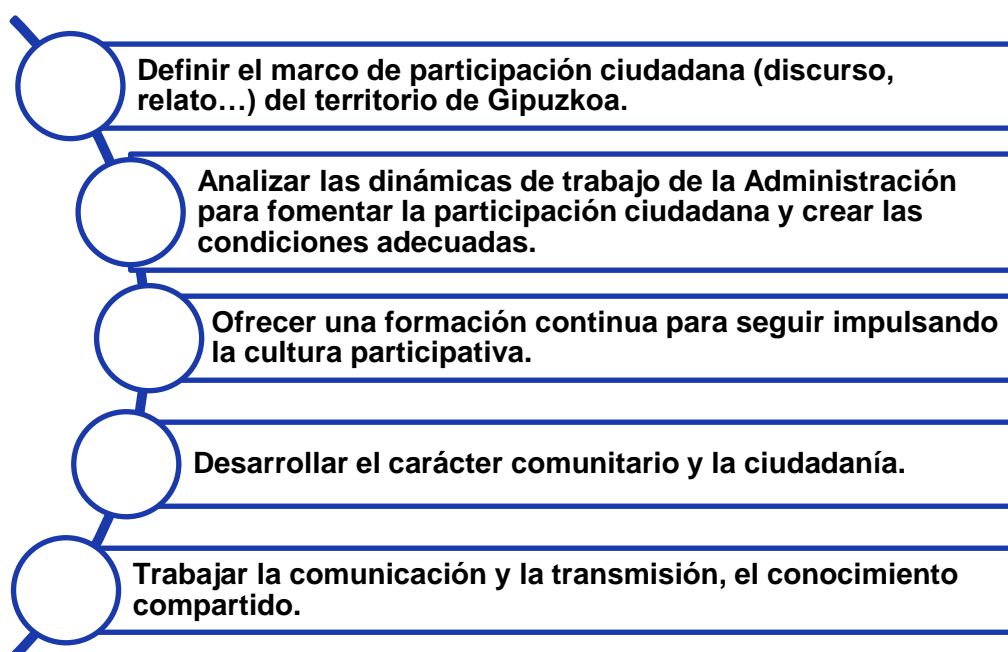 Definir el marco de participación ciudadana (discurso,
relato…) del territorio de Gipuzkoa.
Analizar las dinámicas de trabajo de la Administración
para fomentar la participación ciudadana y crear las
condiciones adecuadas.
Ofrecer una formación continua para seguir impulsando
la cultura participativa.
Desarrollar el carácter comunitario y la ciudadanía.
Trabajar la comunicación y la transmisión, el conocimiento
compartido.